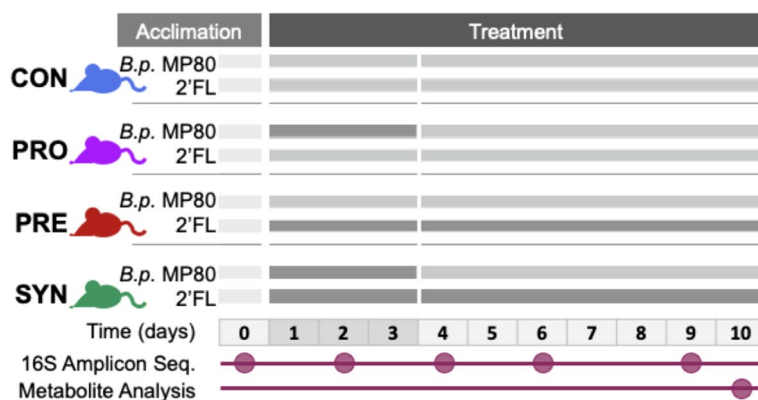 Acclimation Treatment
CON B.p. MP80
2'FL
PRO B.p. MP80
2'FL
PRE B.p. MP80
2'FL
SYN B.p. MP80
2'FL
Time (days) 0 1 2 3 4 5 6 7 8 9 10
16S Amplicon Seq.
Metabolite Analysis